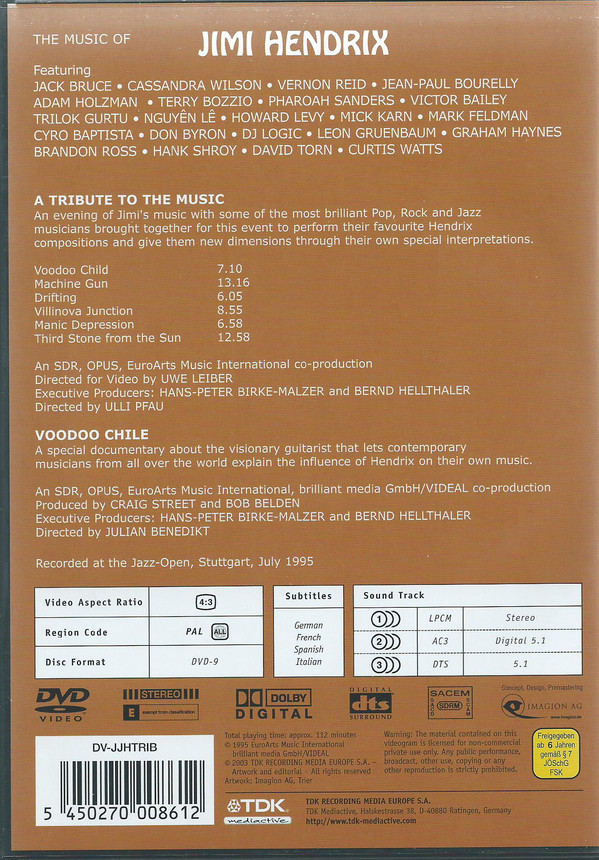 THE MUSIC OF JIMI HENDRIX
Featuring
JACK BRUCE • CASSANDRA WILSON • VERNON REID • JEAN-PAUL BOURELLY
ADAM HOLZMAN • TERRY BOZZIO • PHAROAH SANDERS • VICTOR BAILEY
TRILOK GURTU • NGUYÊN LÊ • HOWARD LEVY • MICK KARN • MARK FELDMAN
CYRO BAPTISTA • DON BYRON • DJ LOGIC • LEON GRUENBAUM • GRAHAM HAYNES
BRANDON ROSS • HANK SHROY • DAVID TORN • CURTIS WATTS
A TRIBUTE TO THE MUSIC
An evening of Jimi's music with some of the most brilliant Pop, Rock and Jazz
musicians brought together for this event to perform their favourite Hendrix
compositions and give them new dimensions through their own special interpretations.
Voodoo Child 7.10
Machine Gun 13.16
Drifting 6.05
Villinova Junction 8.55
Manic Depression 6.58
Third Stone from the Sun 12.58
An SDR, OPUS, EuroArts Music International co-production
Directed for Video by UWE LEIBER
Executive Producers: HANS-PETER BIRKE-MALZER and BERND HELLTHALER
Directed by ULLI PFAU
VOODOO CHILE
A special documentary about the visionary guitarist that lets contemporary
musicians from all over the world explain the influence of Hendrix on their own music.
An SDR, OPUS, EuroArts Music International, brilliant media GmbH/VIDEAL co-production
Produced by CRAIG STREET and BOB BELDEN
Executive Producers: HANS-PETER BIRKE-MALZER and BERND HELLTHALER
Directed by JULIAN BENEDIKT
Recorded at the Jazz-Open, Stuttgart, July 1995
Video Aspect Ratio 4:3
Region Code PAL ALL
Disc Format DVD-9
Subtitles
German
French
Spanish
Italian
Sound Track
1 LPCM Stereo
2 AC3 Digital 5.1
3 DTS 5.1
DVD VIDEO
STEREO
E exempt from classification
DOLBY DIGITAL
DIGITAL dts SURROUND
SACEM
SDRM
Concept, Design, Premastering
IMAGION AG
www.imagion.de
DV-JJHTRIB
5 450270 008612
Total playing time: approx. 112 minutes
© 1995 EuroArts Music International
brilliant media GmbH/VIDEAL
© 2003 TDK RECORDING MEDIA EUROPE S.A. –
Artwork and editorial - All rights reserved
Artwork: Imagion AG, Trier
Warning: The material contained on this
videogram is licensed for non-commercial
private use only. Any public performance,
broadcast, other use, copying or any
other reproduction is strictly prohibited.
Freigegeben
ab 6 Jahren
gemäß § 7
JÖSchG
FSK
TDK
mediactive
TDK RECORDING MEDIA EUROPE S.A.
TDK Mediactive, Halskestrasse 38, D-40880 Ratingen, Germany
http://www.tdk-mediactive.com